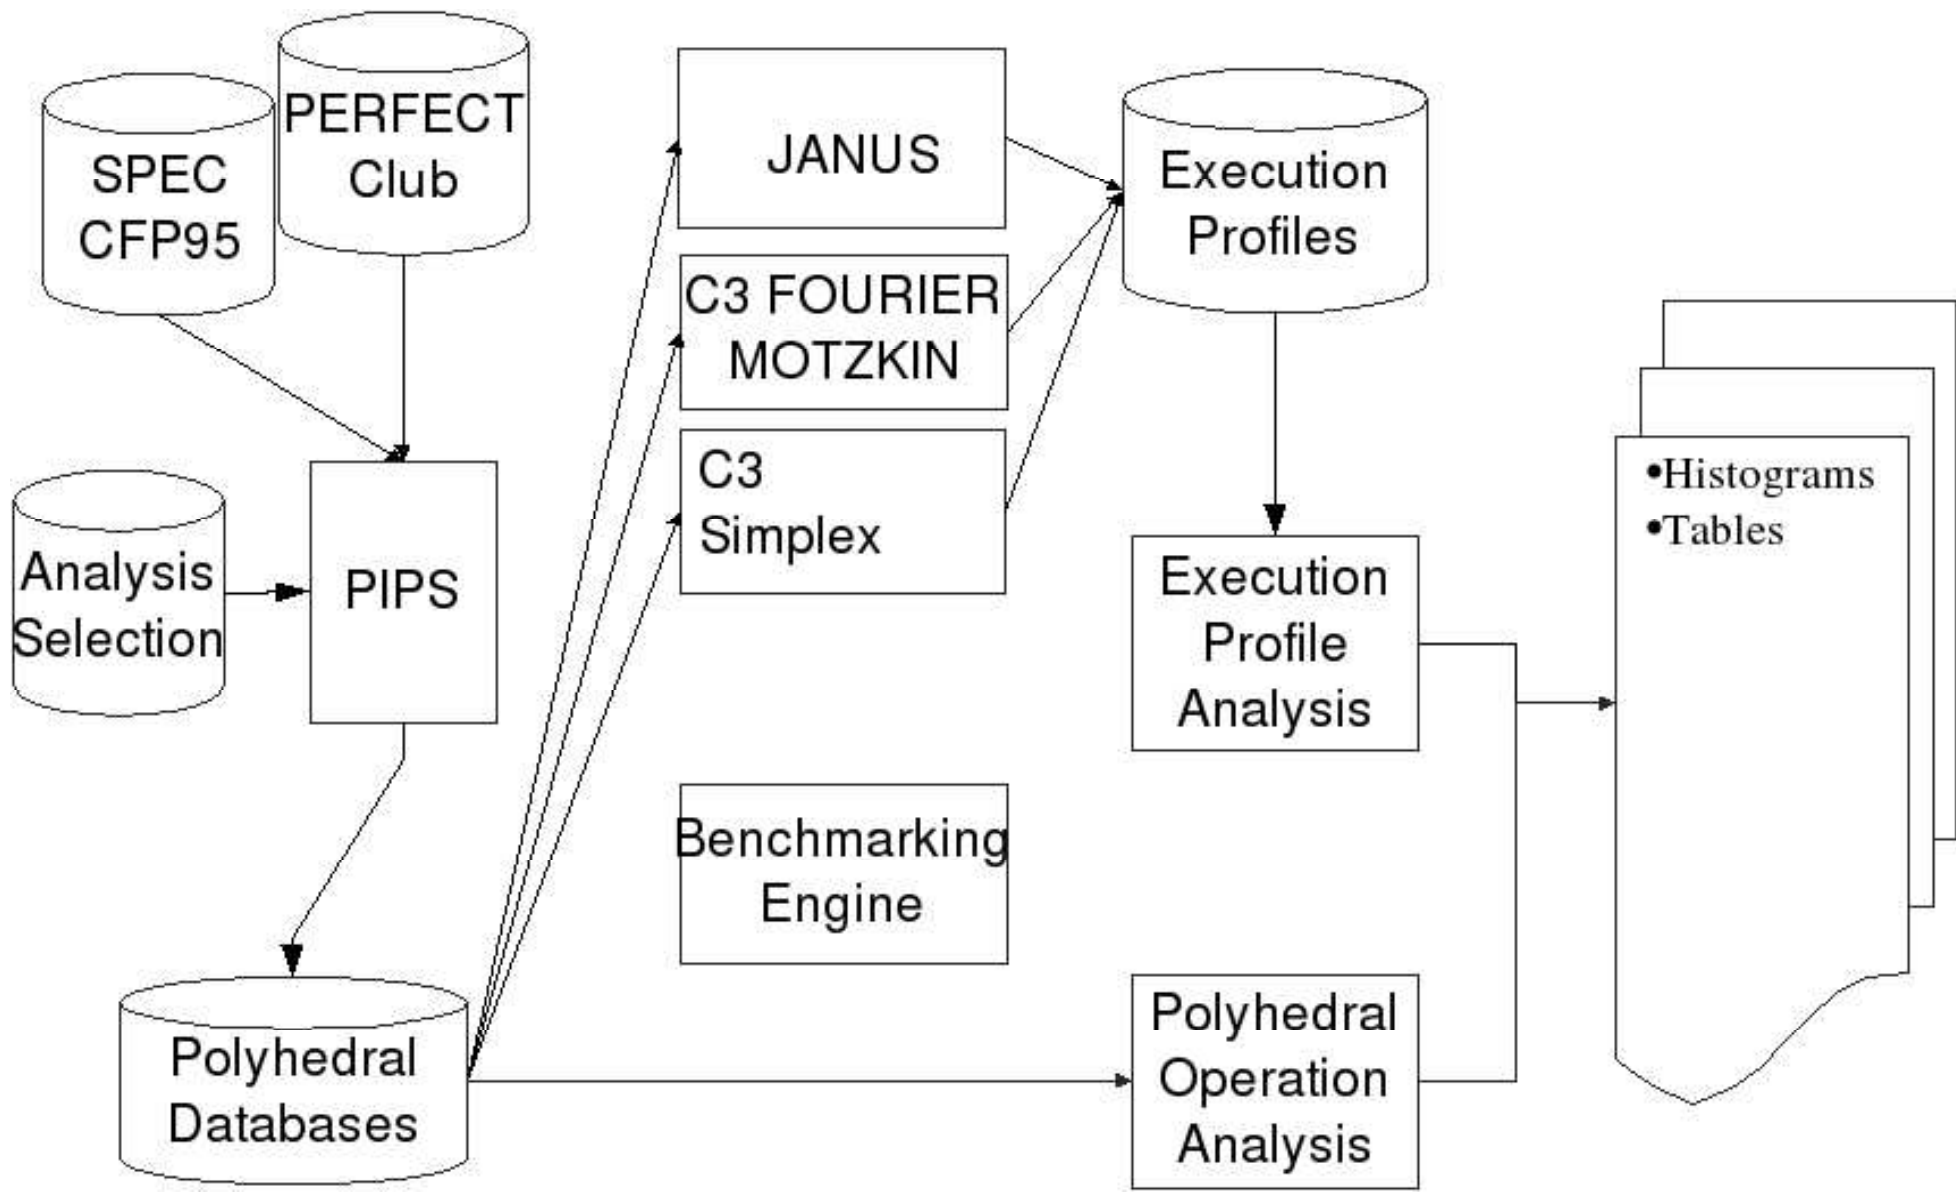 PERFECT
Club
SPEC
CFP95
Analysis
Selection
PIPS
Polyhedral
Databases
JANUS
C3 FOURIER
MOTZKIN
C3
Simplex
Benchmarking
Engine
Execution
Profiles
Execution
Profile
Analysis
Polyhedral
Operation
Analysis
•Histograms
•Tables